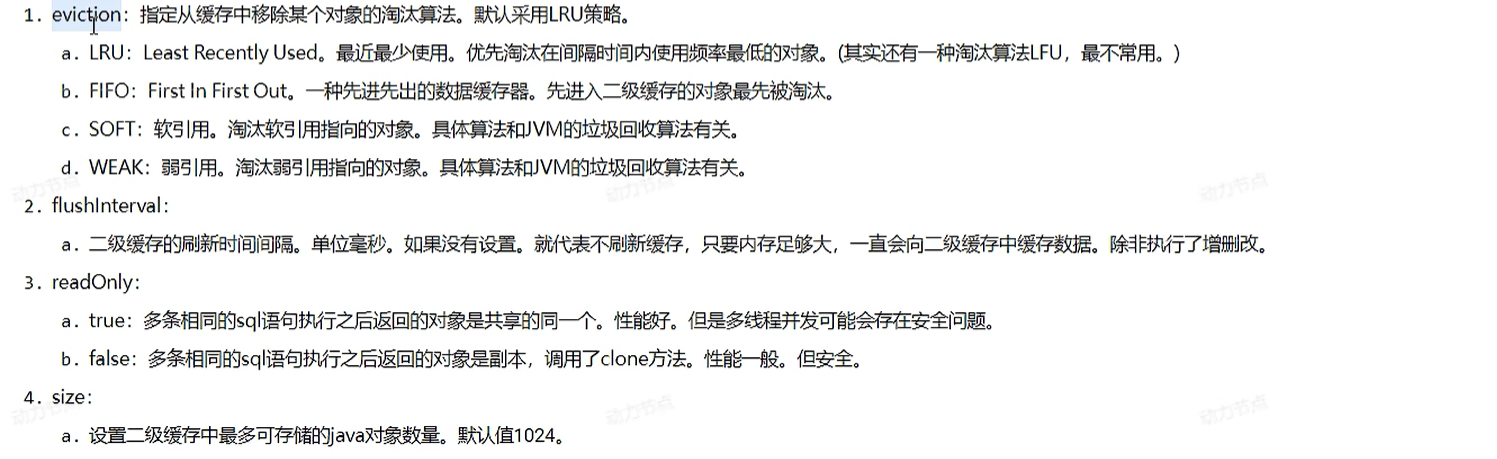 1. eviction：指定从缓存中移除某个对象的淘汰算法。默认采用LRU策略。
a. LRU：Least Recently Used。最近最少使用。优先淘汰在间隔时间内使用频率最低的对象。(其实还有一种淘汰算法LFU，最不常用。)
b. FIFO：First In First Out。一种先进先出的数据缓存器。先进入二级缓存的对象最先被淘汰。
c. SOFT：软引用。淘汰软引用指向的对象。具体算法和JVM的垃圾回收算法有关。
d. WEAK：弱引用。淘汰弱引用指向的对象。具体算法和JVM的垃圾回收算法有关。
动力节点 动力节点 动力节点
2. flushInterval：
a. 二级缓存的刷新时间间隔。单位毫秒。如果没有设置。就代表不刷新缓存，只要内存足够大，一直会向二级缓存中缓存数据。除非执行了增删改。
3. readOnly：
a. true：多条相同的sql语句执行之后返回的对象是共享的同一个。性能好。但是多线程并发可能会存在安全问题。
b. false：多条相同的sql语句执行之后返回的对象是副本，调用了clone方法。性能一般。但安全。
4. size：
动力节点 动力节点 动力节点
a. 设置二级缓存中最多可存储的java对象数量。默认值1024。